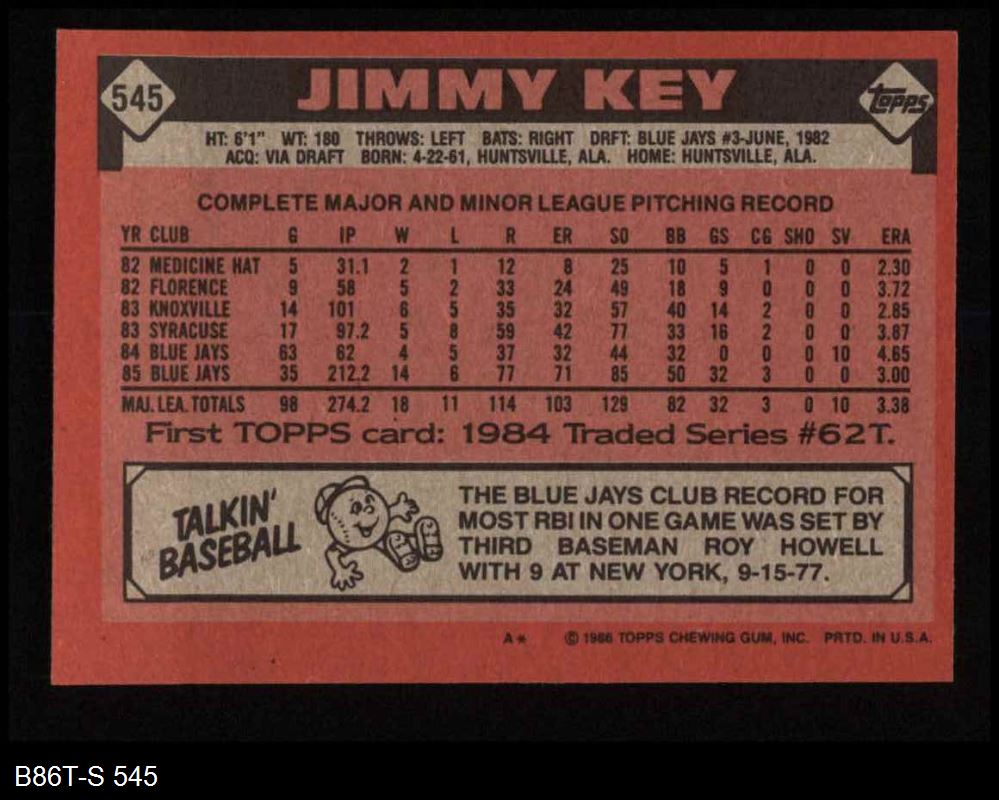 545
JIMMY KEY
Topps
HT: 6'1" WT: 180 THROWS: LEFT BATS: RIGHT DRFT: BLUE JAYS #3-JUNE, 1982
ACQ: VIA DRAFT BORN: 4-22-61, HUNTSVILLE, ALA. HOME: HUNTSVILLE, ALA.
COMPLETE MAJOR AND MINOR LEAGUE PITCHING RECORD
YR CLUB G IP W L R ER SO BB GS CG SHO SV ERA
82 MEDICINE HAT 5 31.1 2 1 12 8 25 10 5 1 0 0 2.30
82 FLORENCE 9 58 5 2 33 24 49 18 9 0 0 0 3.72
83 KNOXVILLE 14 101 6 5 35 32 57 40 14 2 0 0 2.85
83 SYRACUSE 17 97.2 5 8 59 42 77 33 16 2 0 0 3.87
84 BLUE JAYS 63 62 4 5 37 32 44 32 0 0 0 10 4.65
85 BLUE JAYS 35 212.2 14 6 77 71 85 50 32 3 0 0 3.00
MAJ. LEA. TOTALS 98 274.2 18 11 114 103 129 82 32 3 0 10 3.38
First TOPPS card: 1984 Traded Series #62T.
TALKIN'
BASEBALL
THE BLUE JAYS CLUB RECORD FOR
MOST RBI IN ONE GAME WAS SET BY
THIRD BASEMAN ROY HOWELL
WITH 9 AT NEW YORK, 9-15-77.
A* © 1986 TOPPS CHEWING GUM, INC. PRTD. IN U.S.A.
B86T-S 545